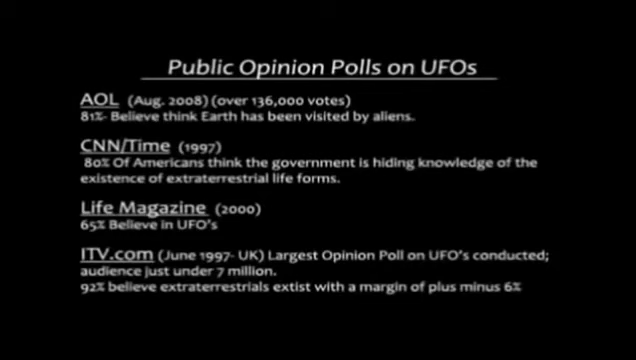 Public Opinion Polls on UFOs
AOL (Aug. 2008) (over 136,000 votes)
81%- Believe think Earth has been visited by aliens.
CNN/Time (1997)
80% Of Americans think the government is hiding knowledge of the
existence of extraterrestrial life forms.
Life Magazine (2000)
65% Believe in UFO's
ITV.com (June 1997- UK) Largest Opinion Poll on UFO's conducted;
audience just under 7 million.
92% believe extraterrestrials extist with a margin of plus minus 6%